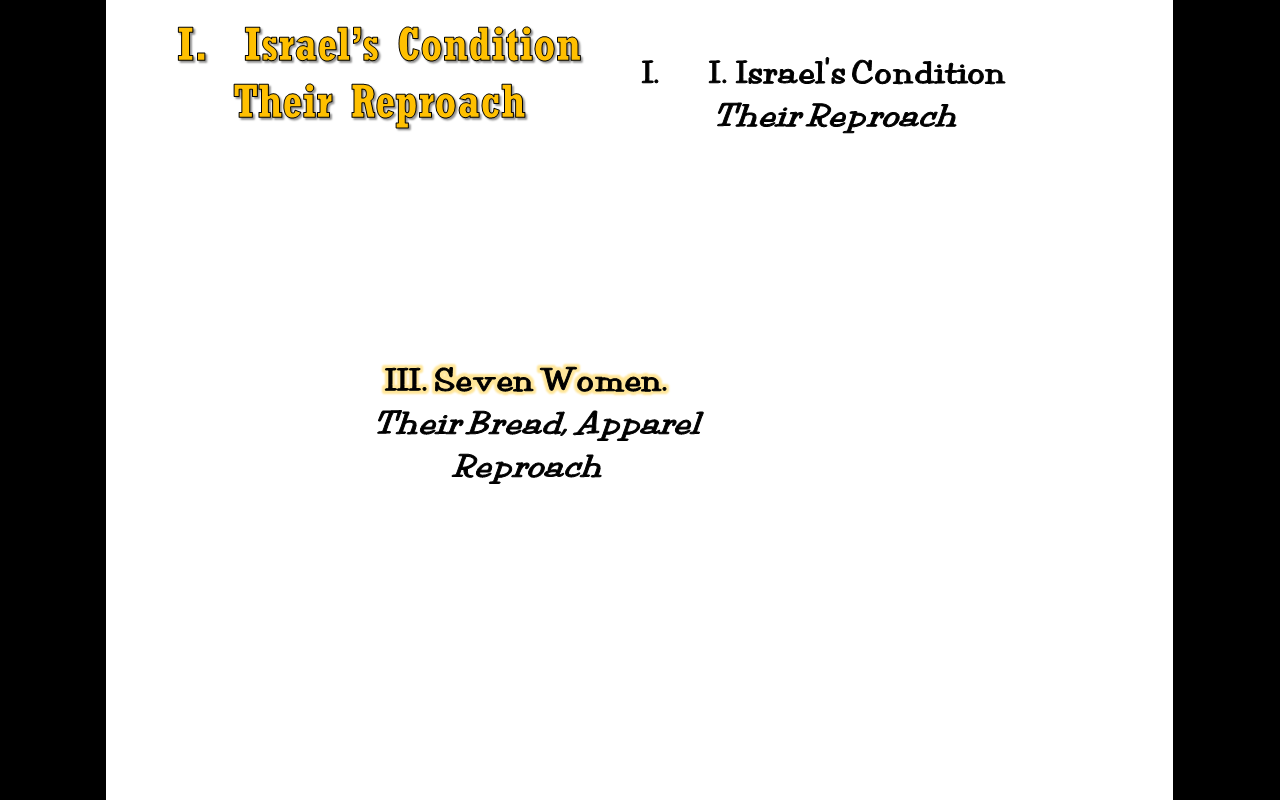 I. Israel’s Condition
Their Reproach
I. I. Israel's Condition
Their Reproach
III. Seven Women.
Their Bread, Apparel
Reproach